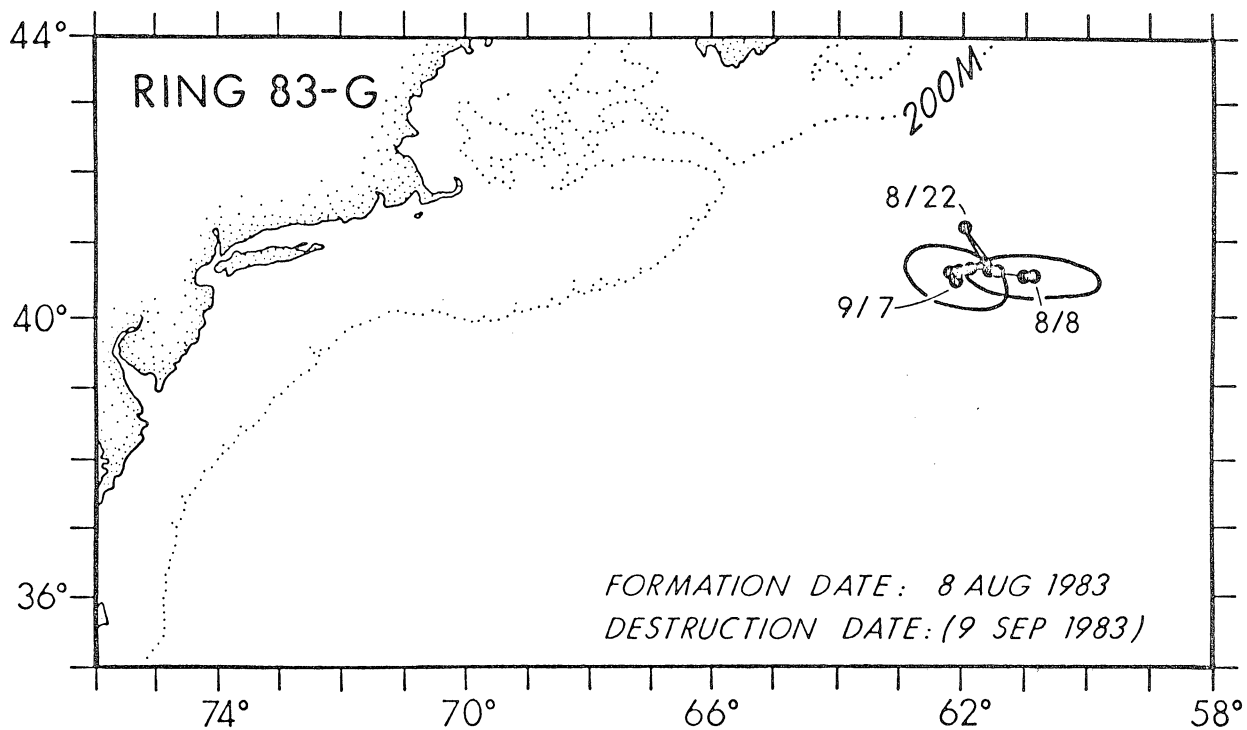 44°
RING 83-G
200M
8/22
40°
9/7
8/8
36°
FORMATION DATE: 8 AUG 1983
DESTRUCTION DATE: (9 SEP 1983)
74° 70° 66° 62° 58°